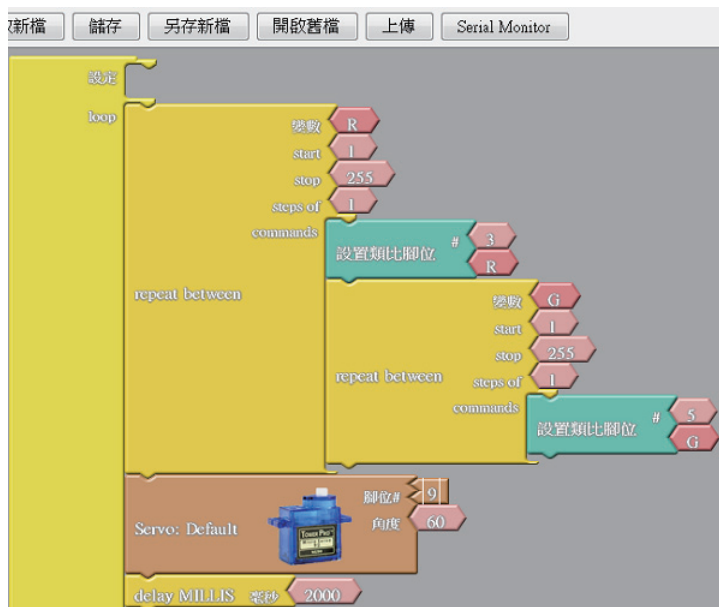 新檔 儲存 另存新檔 開啟舊檔 上傳 Serial Monitor
設定
loop
變數 R
start 1
stop 255
steps of 1
commands
設置類比腳位 # 3
R
repeat between
變數 G
start 1
stop 255
repeat between
steps of 1
commands
設置類比腳位 # 5
G
腳位# 9
Servo: Default
TOWER PRO
角度 60
delay MILLIS 毫秒 2000